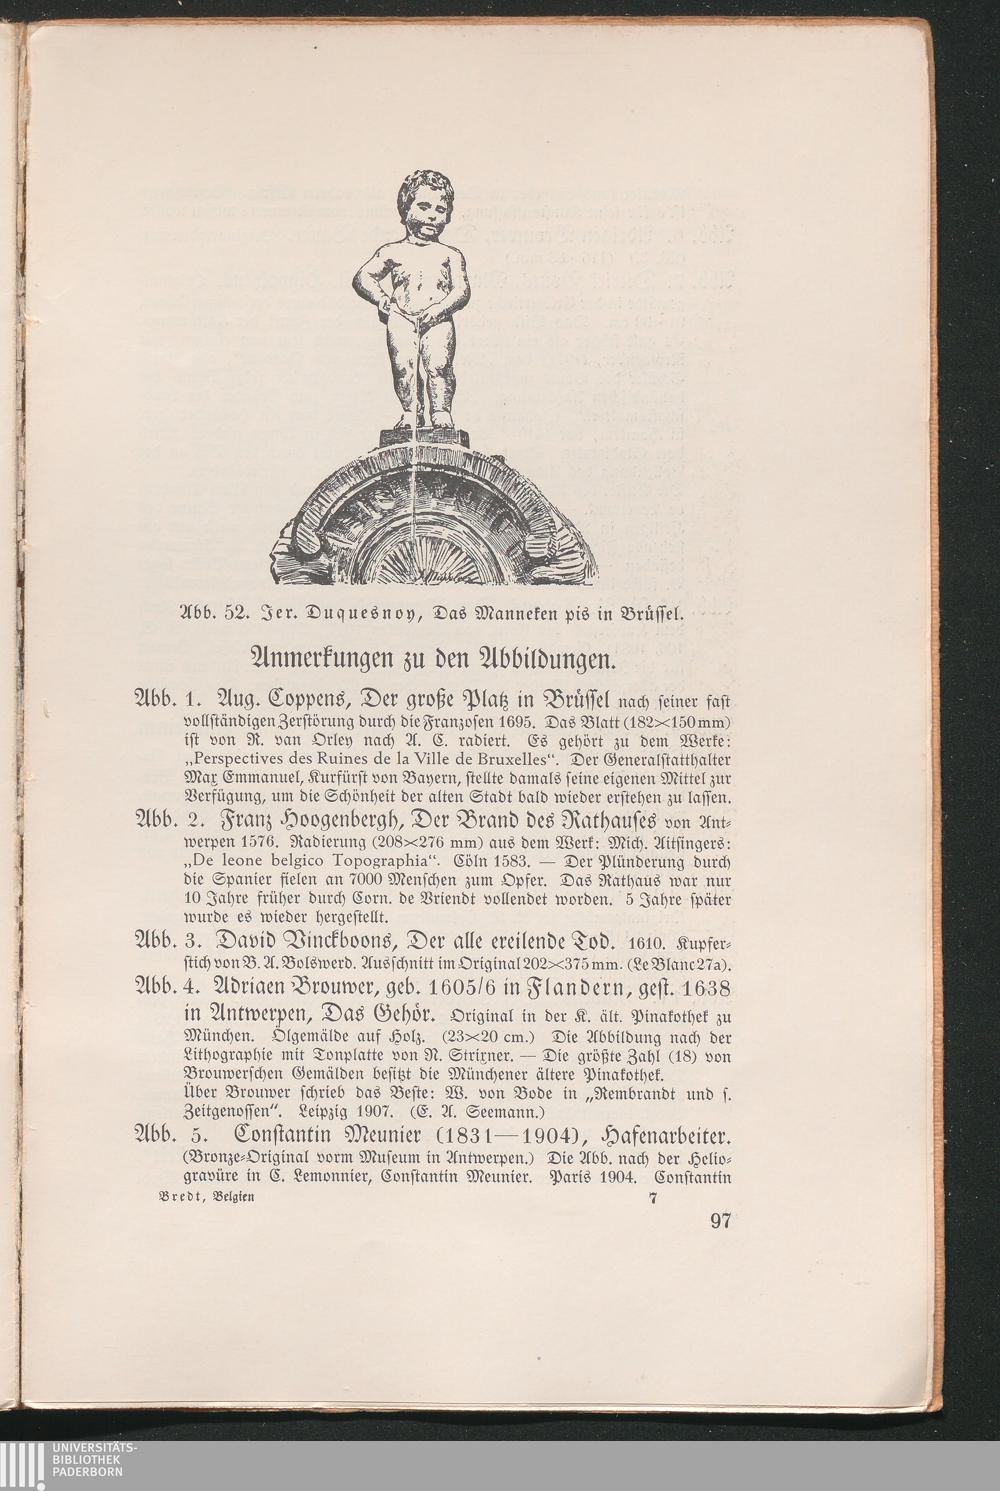 Abb. 52. Jer. Duquesnoy, Das Manneken pis in Brüssel.
Anmerkungen zu den Abbildungen.
Abb. 1. Aug. Coppens, Der große Platz in Brüssel nach seiner fast
vollständigen Zerstörung durch die Franzosen 1695. Das Blatt (182×150 mm)
ist von R. van Orley nach A. C. radiert. Es gehört zu dem Werke:
„Perspectives des Ruines de la Ville de Bruxelles“. Der Generalstatthalter
Max Emmanuel, Kurfürst von Bayern, stellte damals seine eigenen Mittel zur
Verfügung, um die Schönheit der alten Stadt bald wieder erstehen zu lassen.
Abb. 2. Franz Hoogenbergh, Der Brand des Rathauses von Ant-
werpen 1576. Radierung (208×276 mm) aus dem Werk: Mich. Aitsingers:
„De leone belgico Topographia“. Cöln 1583. — Der Plünderung durch
die Spanier fielen an 7000 Menschen zum Opfer. Das Rathaus war nur
10 Jahre früher durch Corn. de Vriendt vollendet worden. 5 Jahre später
wurde es wieder hergestellt.
Abb. 3. David Vinckboons, Der alle ereilende Tod. 1610. Kupfer-
stich von B. A. Bolswerd. Ausschnitt im Original 202×375 mm. (Le Blanc 27a).
Abb. 4. Adriaen Brouwer, geb. 1605/6 in Flandern, gest. 1638
in Antwerpen, Das Gehör. Original in der K. ält. Pinakothek zu
München. Ölgemälde auf Holz. (23×20 cm.) Die Abbildung nach der
Lithographie mit Tonplatte von N. Strixner. — Die größte Zahl (18) von
Brouwerschen Gemälden besitzt die Münchener ältere Pinakothek.
Über Brouwer schrieb das Beste: W. von Bode in „Rembrandt und s.
Zeitgenossen“. Leipzig 1907. (E. A. Seemann.)
Abb. 5. Constantin Meunier (1831—1904), Hafenarbeiter.
(Bronze-Original vorm Museum in Antwerpen.) Die Abb. nach der Helio-
gravüre in C. Lemonnier, Constantin Meunier. Paris 1904. Constantin
Bredt, Belgien 7
97
UNIVERSITÄTS-
BIBLIOTHEK
PADERBORN